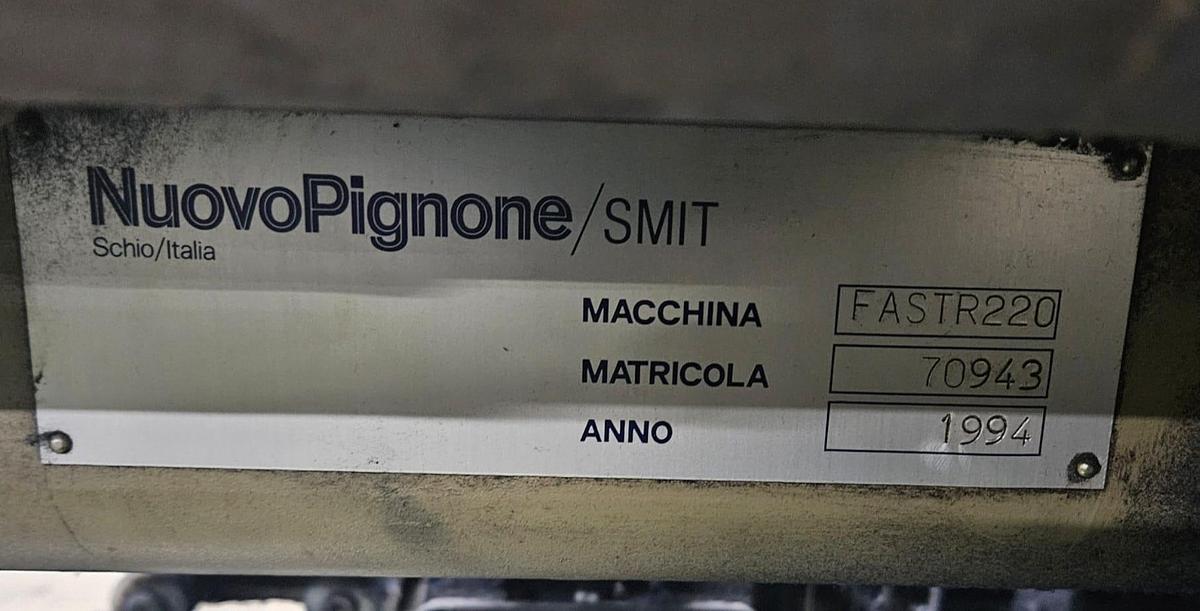 NuovoPignone/SMIT
Schio/Italia
MACCHINA FASTR220
MATRICOLA 70943
ANNO 1994